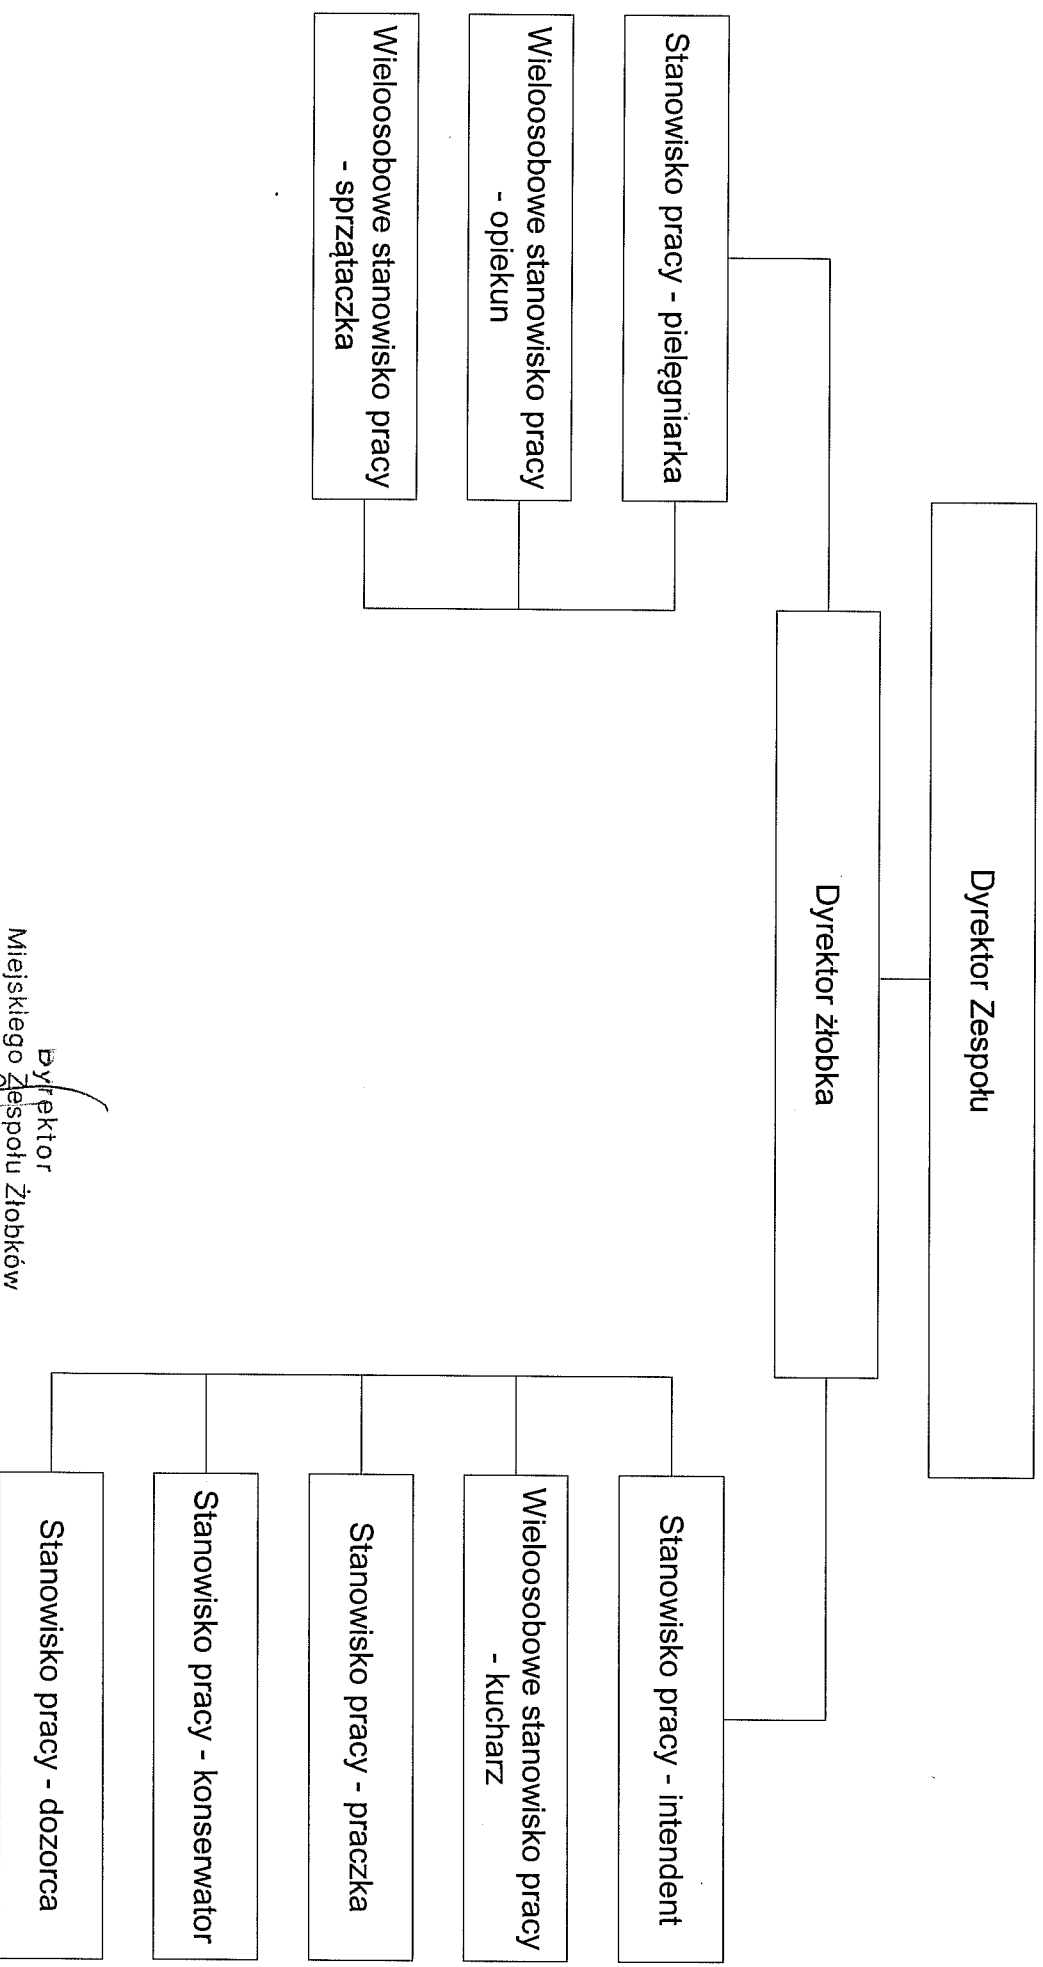 Dyrektor Zespołu
Dyrektor żłobka
Stanowisko pracy - pielęgniarka
Wieloosobowe stanowisko pracy
- opiekun
Wieloosobowe stanowisko pracy
- sprzątaczka
Stanowisko pracy - intendent
Wieloosobowe stanowisko pracy
- kucharz
Stanowisko pracy - praczka
Stanowisko pracy - konserwator
Stanowisko pracy - dozorca
Dyrektor
Miejskiego Zespołu Żłobków